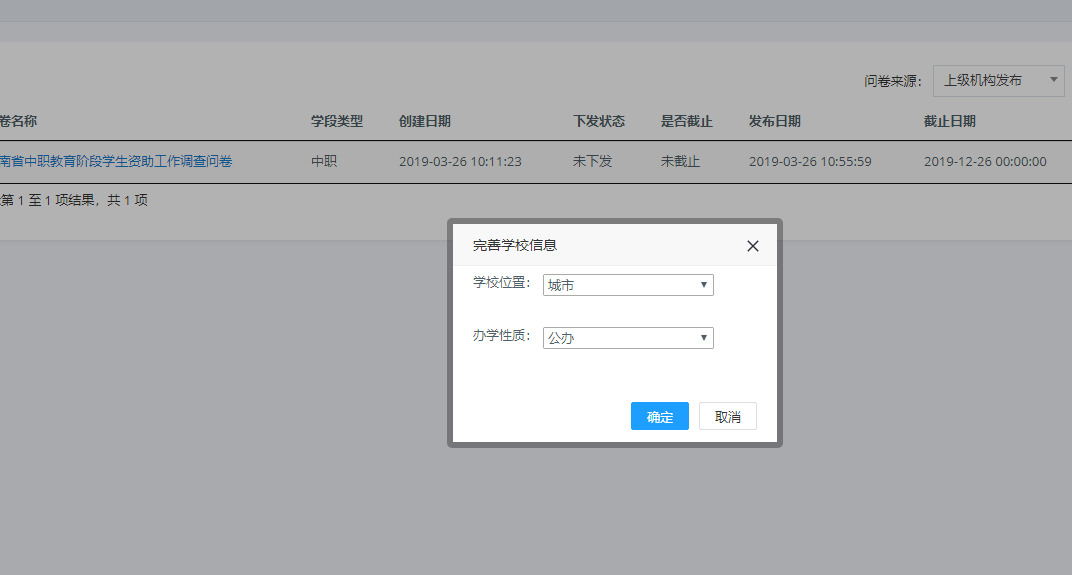 问卷来源： 上级机构发布
卷名称 学段类型 创建日期 下发状态 是否截止 发布日期 截止日期
南省中职教育阶段学生资助工作调查问卷 中职 2019-03-26 10:11:23 未下发 未截止 2019-03-26 10:55:59 2019-12-26 00:00:00
第 1 至 1 项结果，共 1 项
完善学校信息
学校位置： 城市
办学性质： 公办
确定 取消